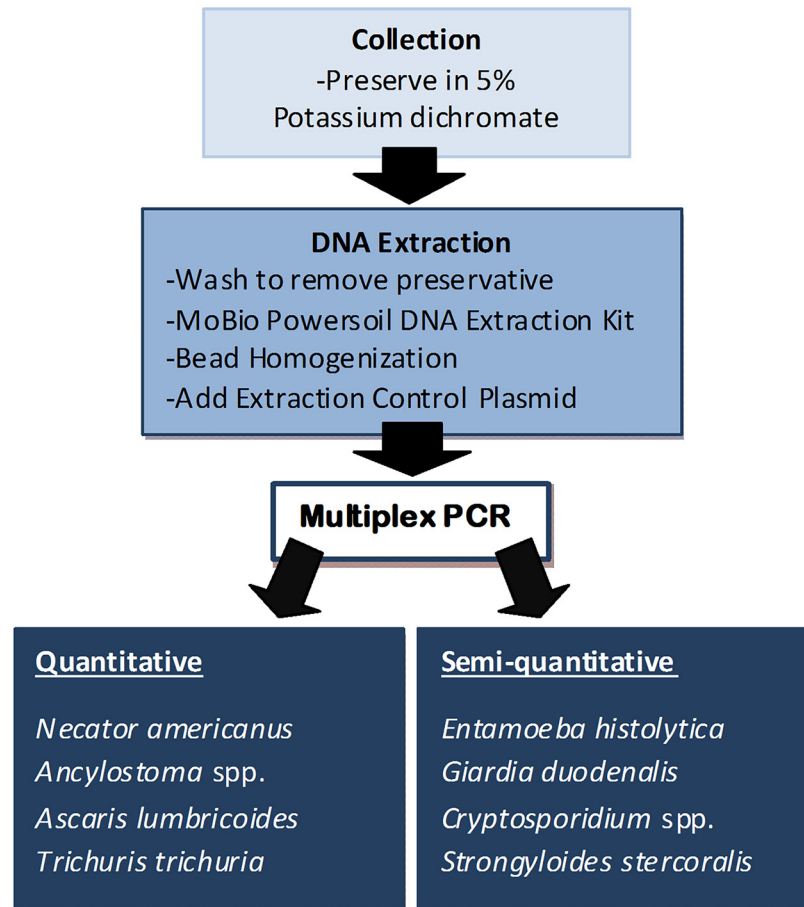 Collection
-Preserve in 5%
Potassium dichromate
DNA Extraction
-Wash to remove preservative
-MoBio Powersoil DNA Extraction Kit
-Bead Homogenization
-Add Extraction Control Plasmid
Multiplex PCR
Quantitative
Necator americanus
Ancylostoma spp.
Ascaris lumbricoides
Trichuris trichuria
Semi-quantitative
Entamoeba histolytica
Giardia duodenalis
Cryptosporidium spp.
Strongyloides stercoralis